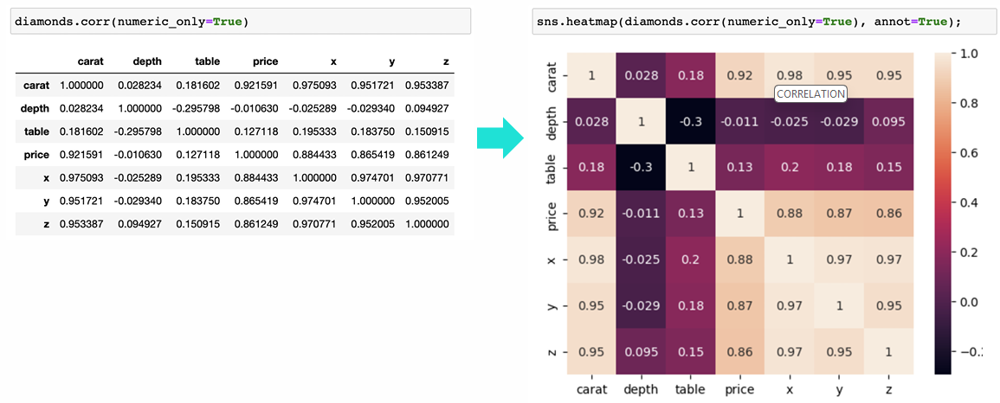 diamonds.corr(numeric_only=True)
carat depth table price x y z
carat 1.000000 0.028234 0.181602 0.921591 0.975093 0.951721 0.953387
depth 0.028234 1.000000 -0.295798 -0.010630 -0.025289 -0.029340 0.094927
table 0.181602 -0.295798 1.000000 0.127118 0.195333 0.183750 0.150915
price 0.921591 -0.010630 0.127118 1.000000 0.884433 0.865419 0.861249
x 0.975093 -0.025289 0.195333 0.884433 1.000000 0.974701 0.970771
y 0.951721 -0.029340 0.183750 0.865419 0.974701 1.000000 0.952005
z 0.953387 0.094927 0.150915 0.861249 0.970771 0.952005 1.000000
sns.heatmap(diamonds.corr(numeric_only=True), annot=True);
carat 1 0.028 0.18 0.92 0.98 0.95 0.95
CORRELATION
depth 0.028 1 -0.3 -0.011 -0.025 -0.029 0.095
table 0.18 -0.3 1 0.13 0.2 0.18 0.15
price 0.92 -0.011 0.13 1 0.88 0.87 0.86
x 0.98 -0.025 0.2 0.88 1 0.97 0.97
y 0.95 -0.029 0.18 0.87 0.97 1 0.95
z 0.95 0.095 0.15 0.86 0.97 0.95 1
carat depth table price x y z
1.0
0.8
0.6
0.4
0.2
0.0